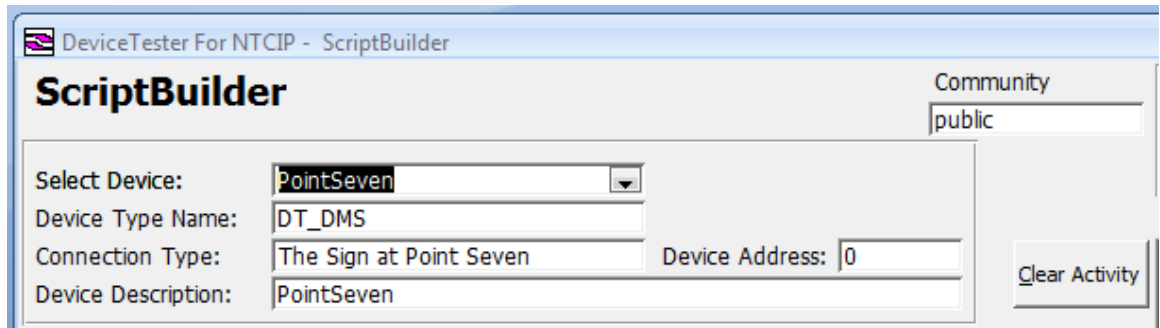 DeviceTester For NTCIP - ScriptBuilder
ScriptBuilder
Community
public
Select Device: PointSeven
Device Type Name: DT_DMS
Connection Type: The Sign at Point Seven Device Address: 0
Device Description: PointSeven
Clear Activity